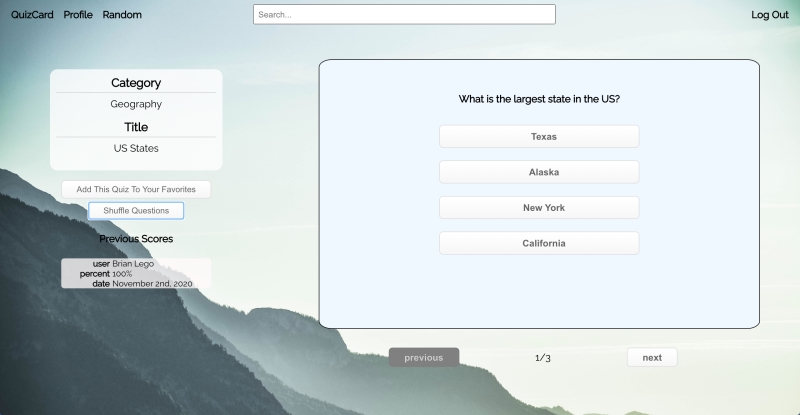 QuizCard Profile Random Search... Log Out
Category
Geography
Title
US States
Add This Quiz To Your Favorites
Shuffle Questions
Previous Scores
user Brian Lego
percent 100%
date November 2nd, 2020
What is the largest state in the US?
Texas
Alaska
New York
California
previous 1/3 next